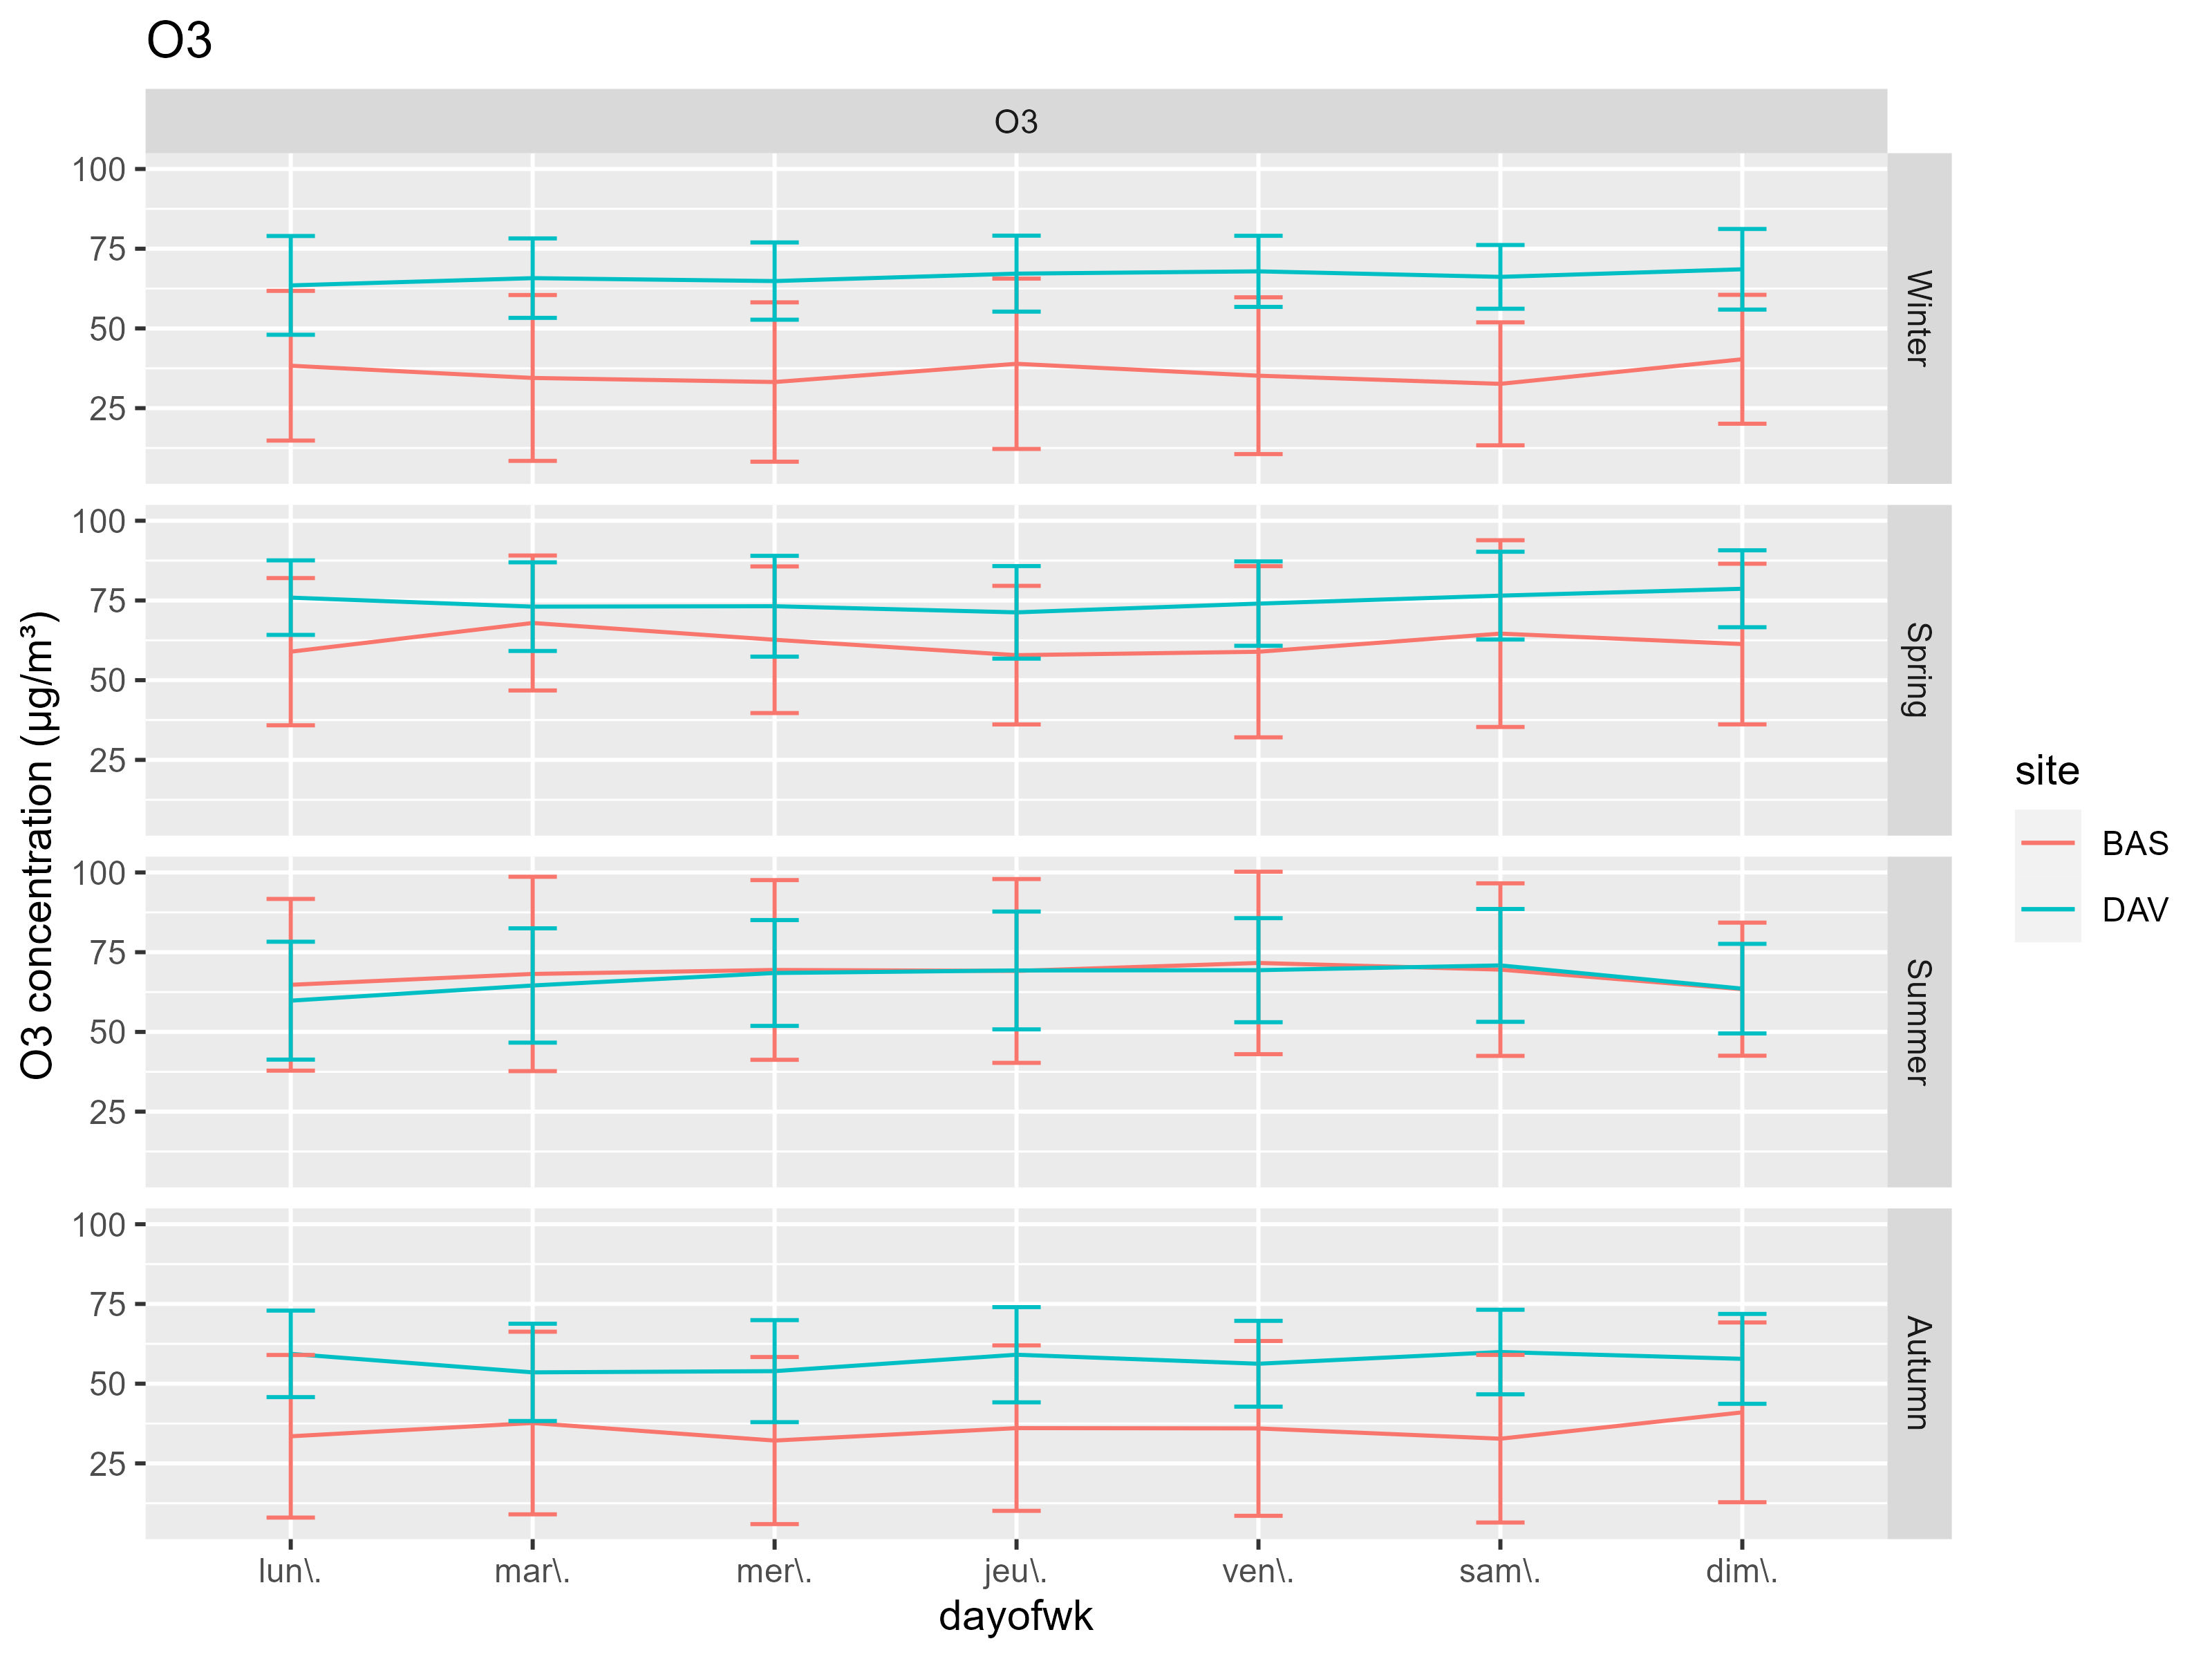 O3
O3
100
75
50
25
Winter
100
75
50
25
Spring
100
75
50
25
Summer
100
75
50
25
Autumn
O3 concentration (µg/m³)
lun\. mar\. mer\. jeu\. ven\. sam\. dim\.
dayofwk
site
BAS
DAV